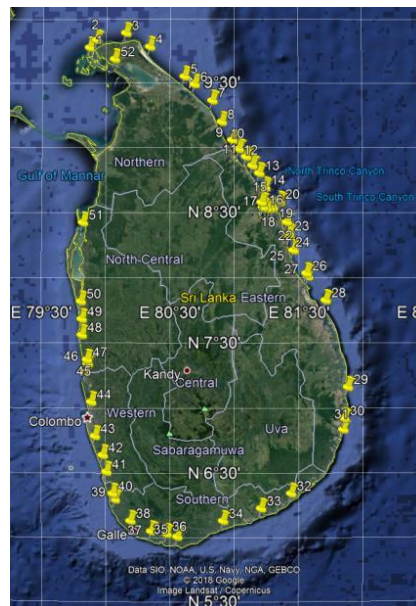 2
3
4
52
5
6
9°30'
7
8
9
10
11
12
Northern
13
North Trinco Canyon
Gulf of Mannar
14
15
20
South Trinco Canyon
17
16
18
19
N 8°30'
51
23
22
24
North-Central
25
27
26
50
Sri Lanka
Eastern
28
E 79°30'
E 80°30'
E 81°30'
E 8
49
48
N 7°30'
46
47
45
Kandy
Central
29
44
Colombo
Western
30
31
43
Uva
42
Sabaragamuwa
41
N 6°30'
39
40
Southern
32
33
38
34
Galle
37
35
36
Data SIO, NOAA, U.S. Navy, NGA, GEBCO
© 2018 Google
Image Landsat / Copernicus
N 5°30'